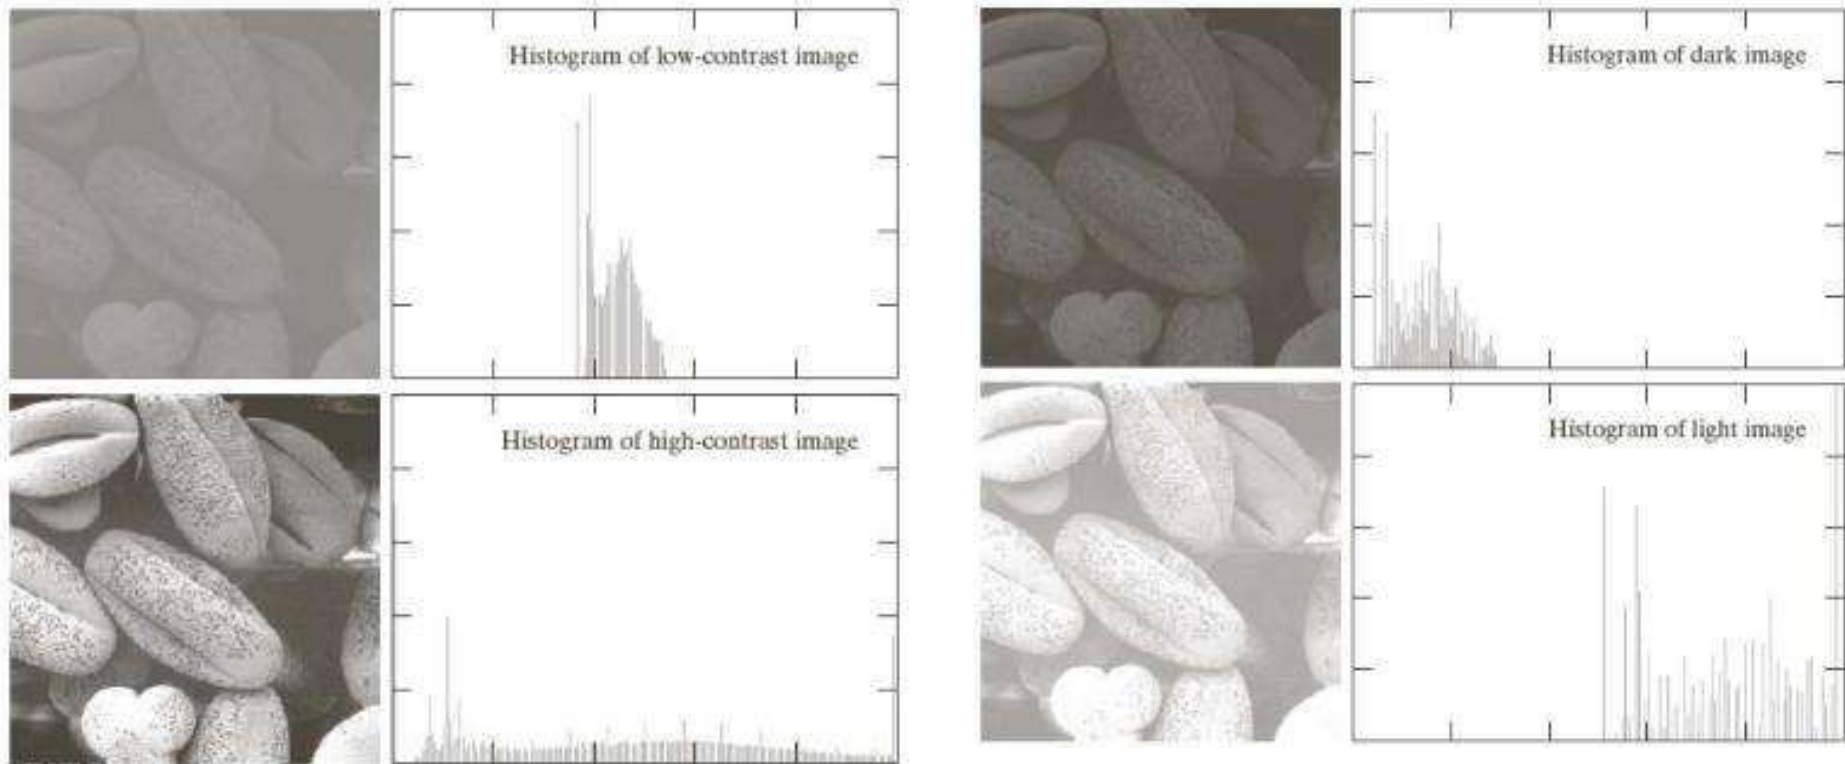 Histogram of low-contrast image
Histogram of dark image
Histogram of high-contrast image
Histogram of light image